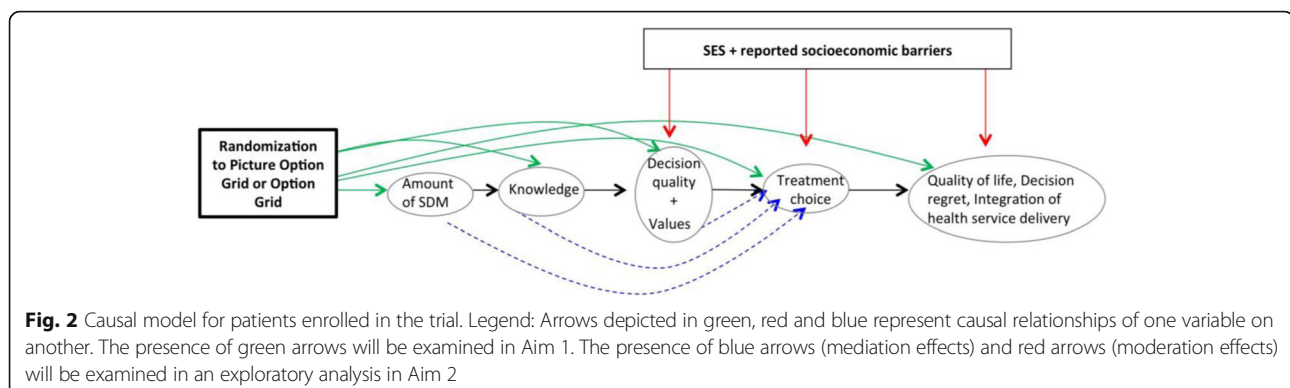 SES + reported socioeconomic barriers
Randomization
to Picture Option
Grid or Option
Grid
Amount
of SDM
Knowledge
Decision
quality
+
Values
Treatment
choice
Quality of life, Decision
regret, Integration of
health service delivery
Fig. 2 Causal model for patients enrolled in the trial. Legend: Arrows depicted in green, red and blue represent causal relationships of one variable on
another. The presence of green arrows will be examined in Aim 1. The presence of blue arrows (mediation effects) and red arrows (moderation effects)
will be examined in an exploratory analysis in Aim 2